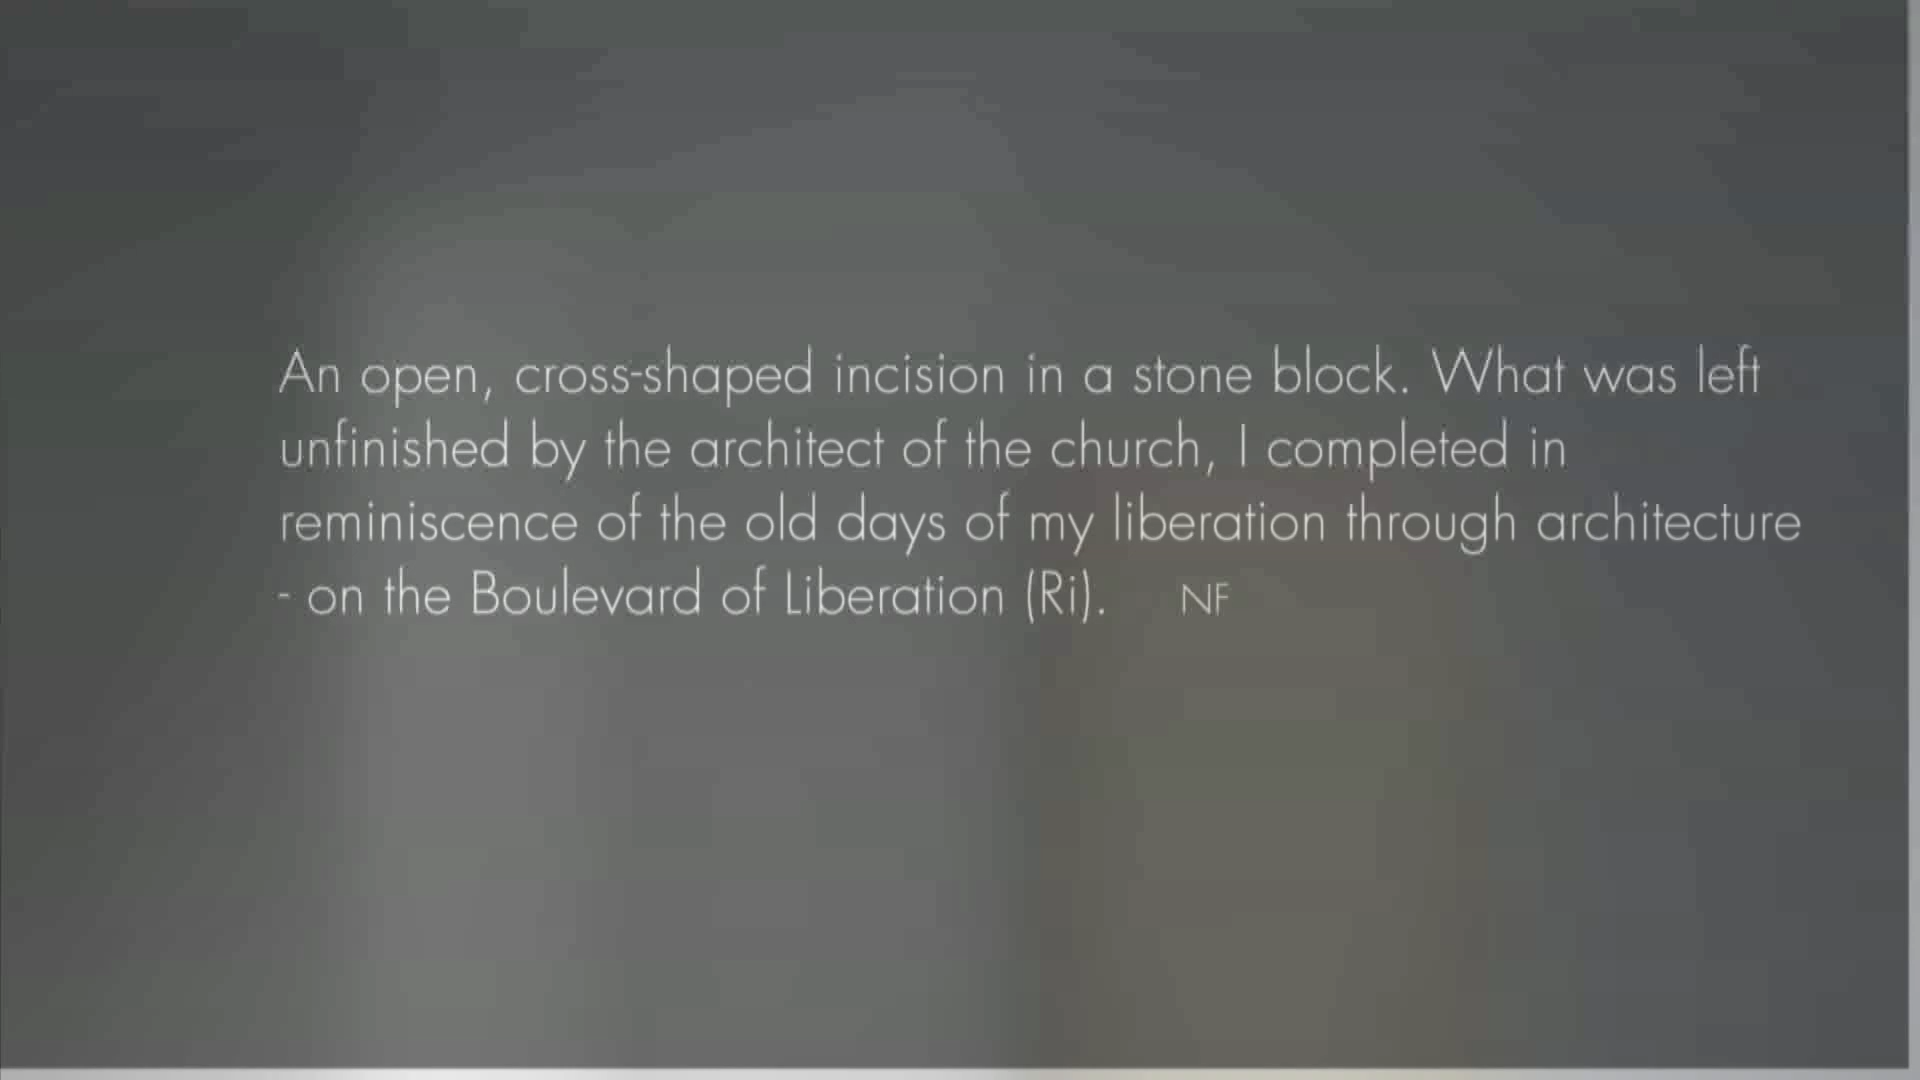 An open, cross-shaped incision in a stone block. What was left
unfinished by the architect of the church, I completed in
reminiscence of the old days of my liberation through architecture
- on the Boulevard of Liberation (Ri). NF